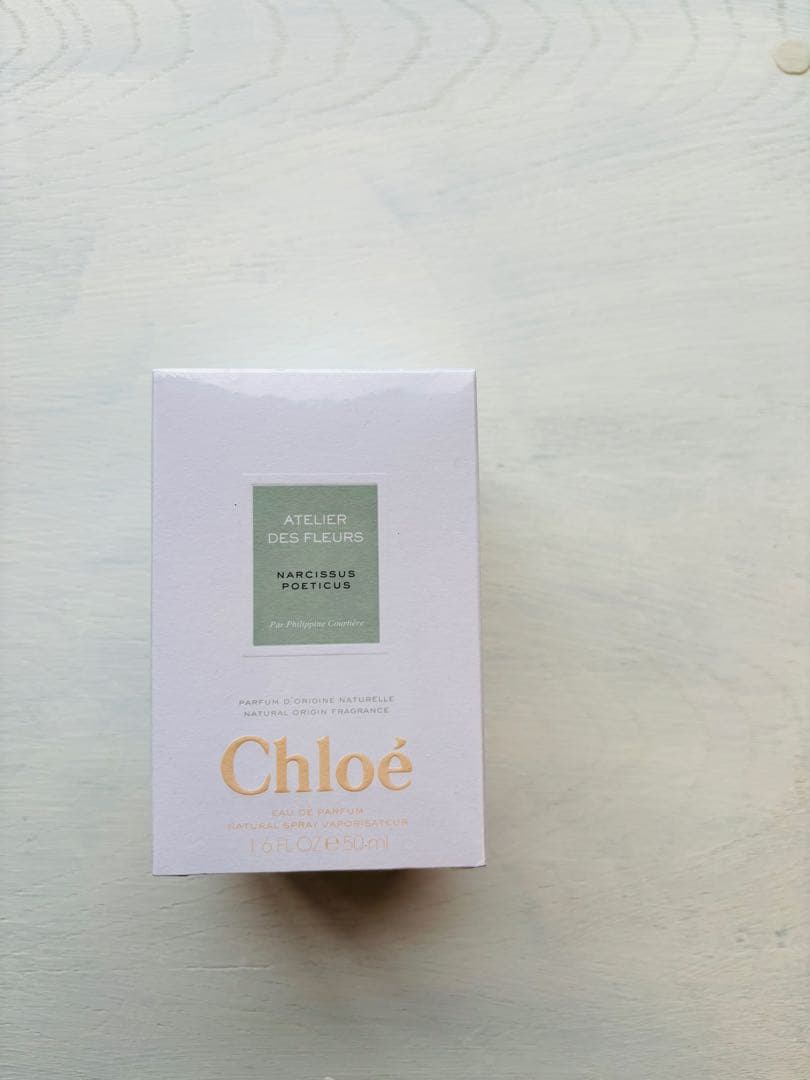 ATELIER
DES FLEURS
NARCISSUS
POETICUS
Par Philippine Courtière
PARFUM D'ORIGINE NATURELLE
NATURAL ORIGIN FRAGRANCE
Chloé
EAU DE PARFUM
NATURAL SPRAY VAPORISATEUR
1.6 FL OZ ℮ 50 ml